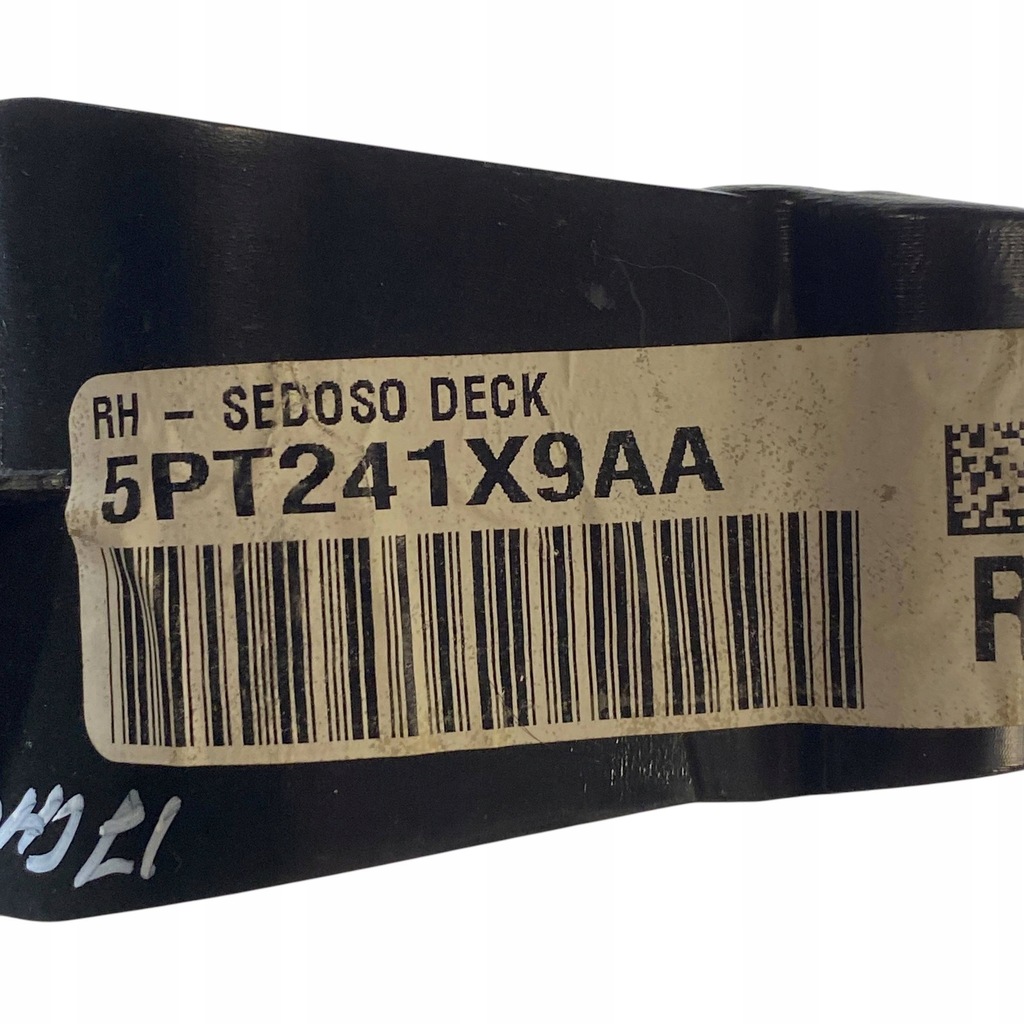 RH - SEDOSO DECK
5PT241X9AA
R